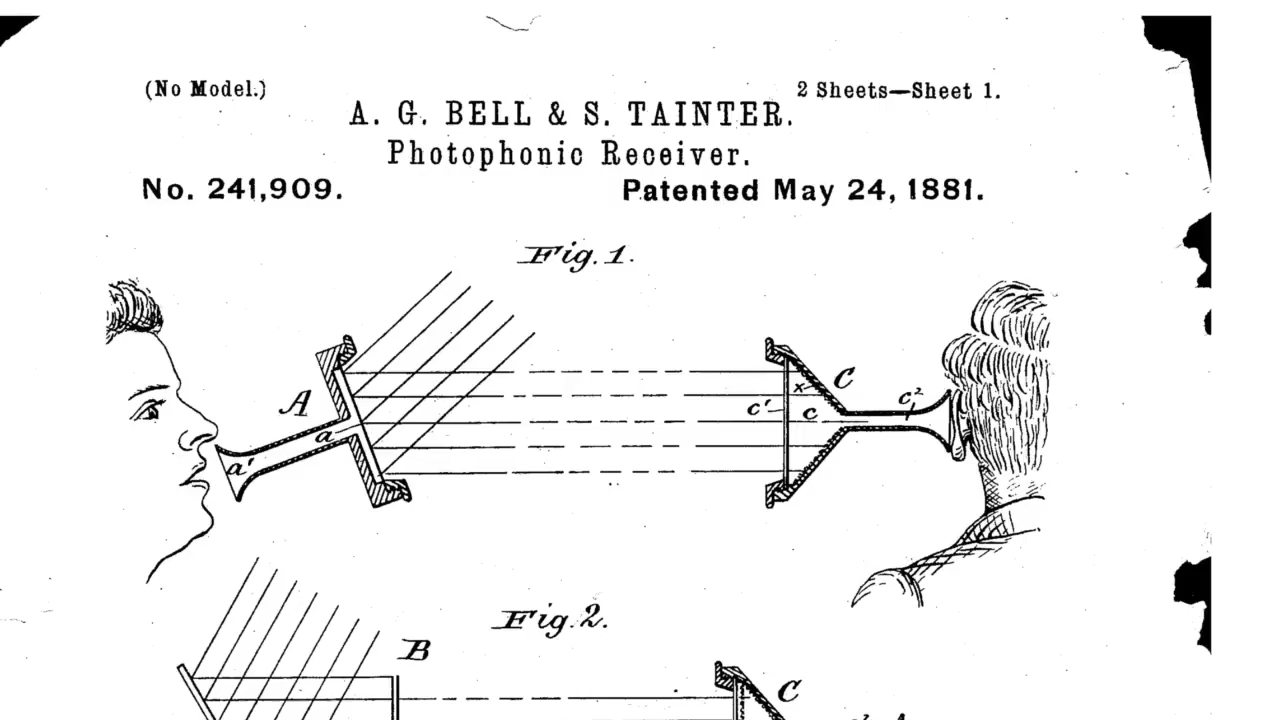 (No Model.)
2 Sheets—Sheet 1.
A. G. BELL & S. TAINTER.
Photophonic Receiver.
No. 241,909.
Patented May 24, 1881.
Fig. 1.
A
a
a'
C
x
c'
c
c²
Fig. 2.
B
C